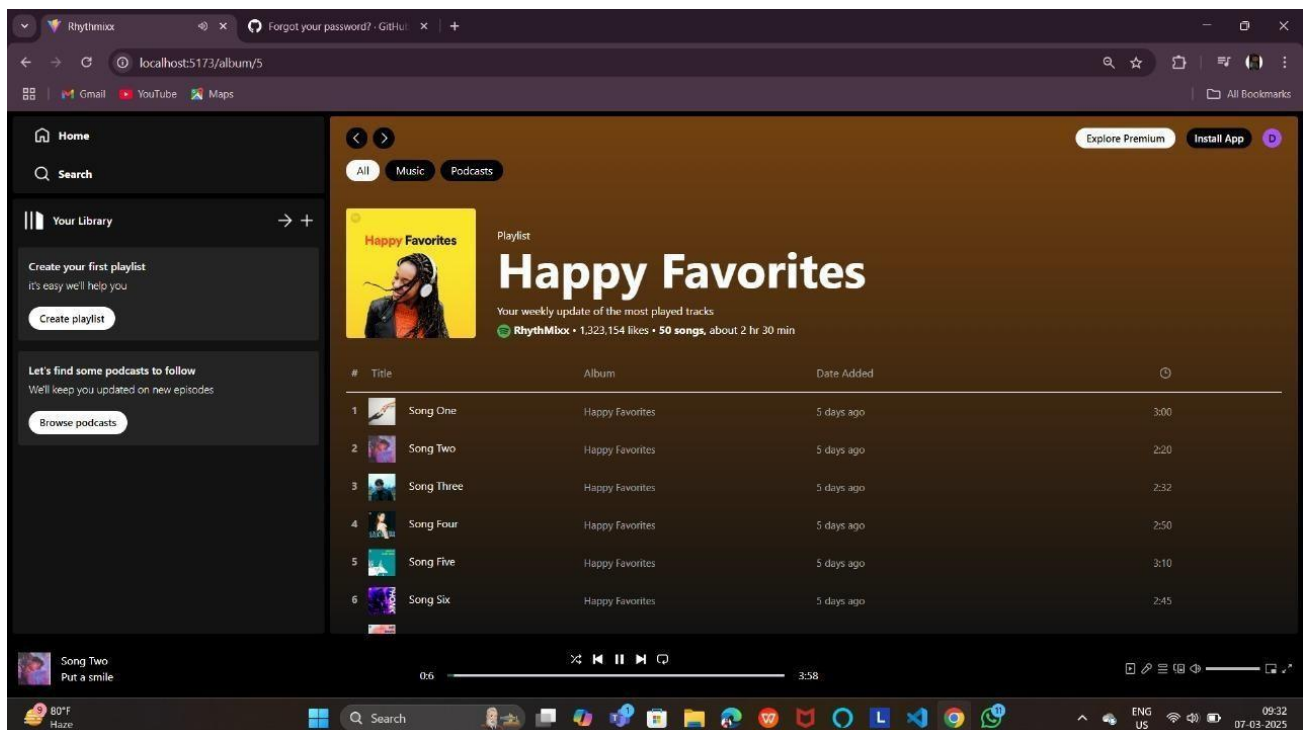 Rhythmixx
Forgot your password? · GitHub
localhost:5173/album/5
Gmail YouTube Maps
All Bookmarks
Home
Search
Your Library
Create your first playlist
it's easy we'll help you
Create playlist
Let's find some podcasts to follow
We'll keep you updated on new episodes
Browse podcasts
Explore Premium Install App D
All Music Podcasts
Happy Favorites
Playlist
Happy Favorites
Your weekly update of the most played tracks
RhythMixx • 1,323,154 likes • 50 songs, about 2 hr 30 min
# Title Album Date Added
1 Song One Happy Favorites 5 days ago 3:00
2 Song Two Happy Favorites 5 days ago 2:20
3 Song Three Happy Favorites 5 days ago 2:32
4 Song Four Happy Favorites 5 days ago 2:50
5 Song Five Happy Favorites 5 days ago 3:10
6 Song Six Happy Favorites 5 days ago 2:45
Song Two
Put a smile
0:6 3:58
9
80°F
Haze
Search
1
L
11
ENG
US
09:32
07-03-2025